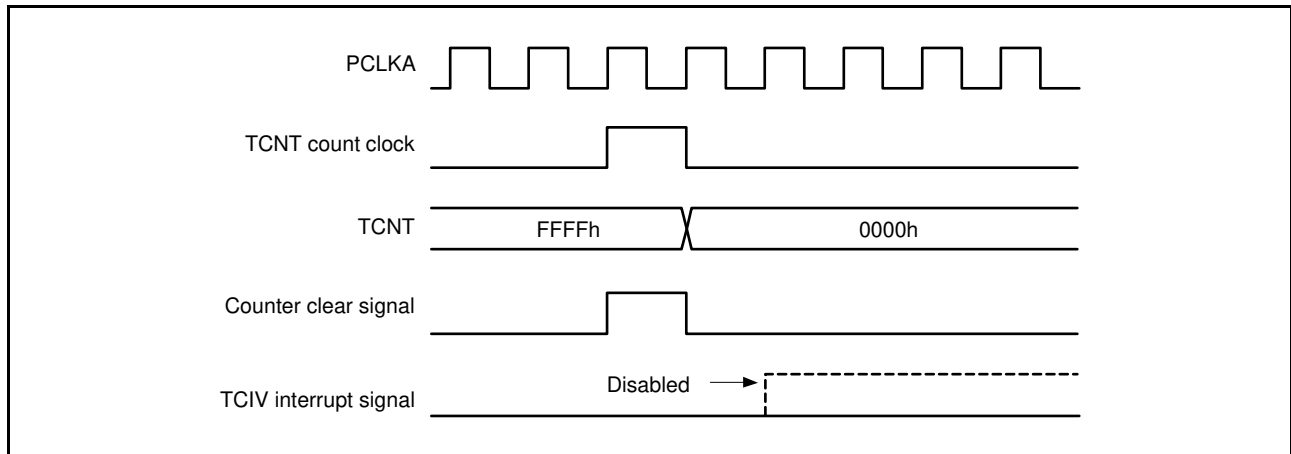 PCLKA
TCNT count clock
TCNT
FFFFh
0000h
Counter clear signal
Disabled
TCIV interrupt signal